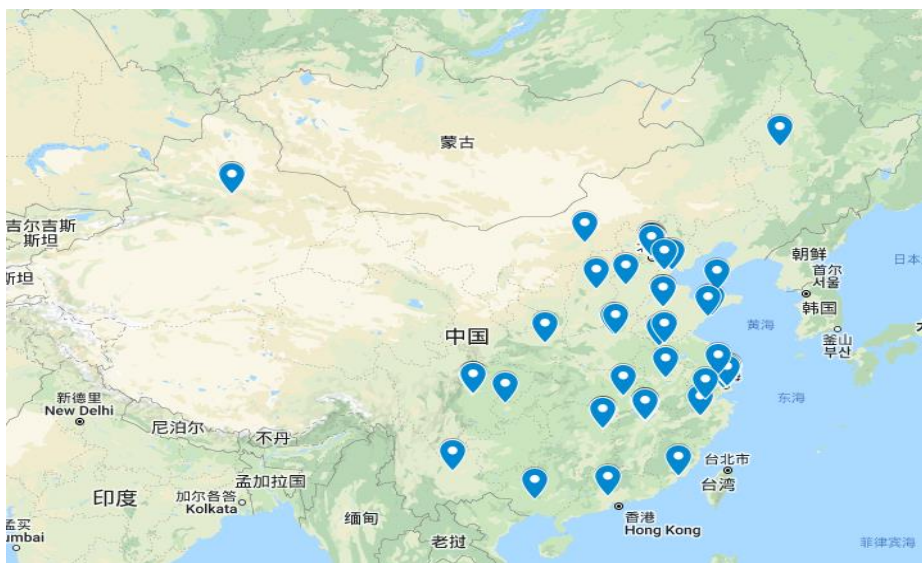 蒙古
吉尔吉斯
斯坦
斯坦
朝鲜
首尔
서울
日本
韩国
黄海
釜山
부산
中国
新德里
New Delhi
尼泊尔
不丹
东海
孟加拉国
加尔各答
Kolkata
印度
台北市
台湾
缅甸
香港
Hong Kong
孟买
umbai
老挝
菲律宾海